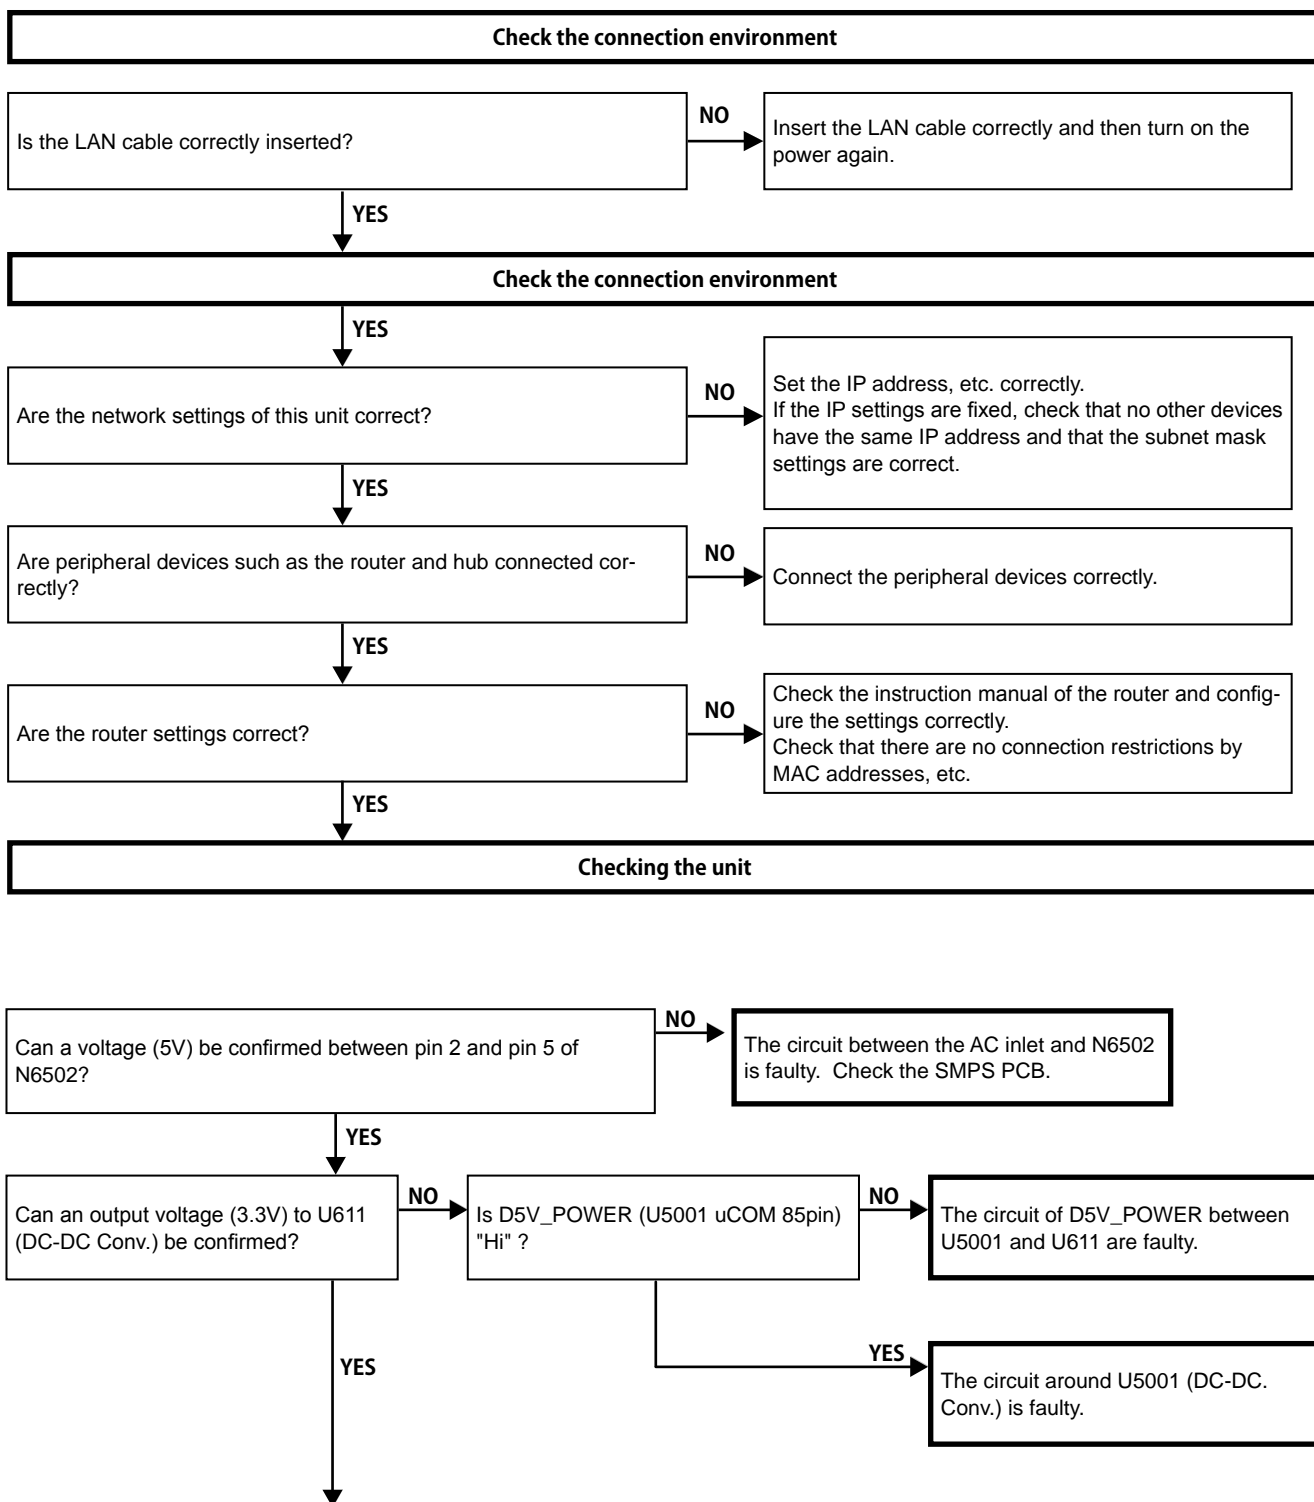 Check the connection environment
Is the LAN cable correctly inserted?
NO
Insert the LAN cable correctly and then turn on the
power again.
YES
Check the connection environment
YES
Are the network settings of this unit correct?
NO
Set the IP address, etc. correctly.
If the IP settings are fixed, check that no other devices
have the same IP address and that the subnet mask
settings are correct.
YES
Are peripheral devices such as the router and hub connected cor-
rectly?
NO
Connect the peripheral devices correctly.
YES
Are the router settings correct?
NO
Check the instruction manual of the router and config-
ure the settings correctly.
Check that there are no connection restrictions by
MAC addresses, etc.
YES
Checking the unit
Can a voltage (5V) be confirmed between pin 2 and pin 5 of
N6502?
NO
The circuit between the AC inlet and N6502
is faulty.  Check the SMPS PCB.
YES
Can an output voltage (3.3V) to U611
(DC-DC Conv.) be confirmed?
NO
Is D5V_POWER (U5001 uCOM 85pin)
"Hi" ?
NO
The circuit of D5V_POWER between
U5001 and U611 are faulty.
YES
YES
The circuit around U5001 (DC-DC.
Conv.) is faulty.